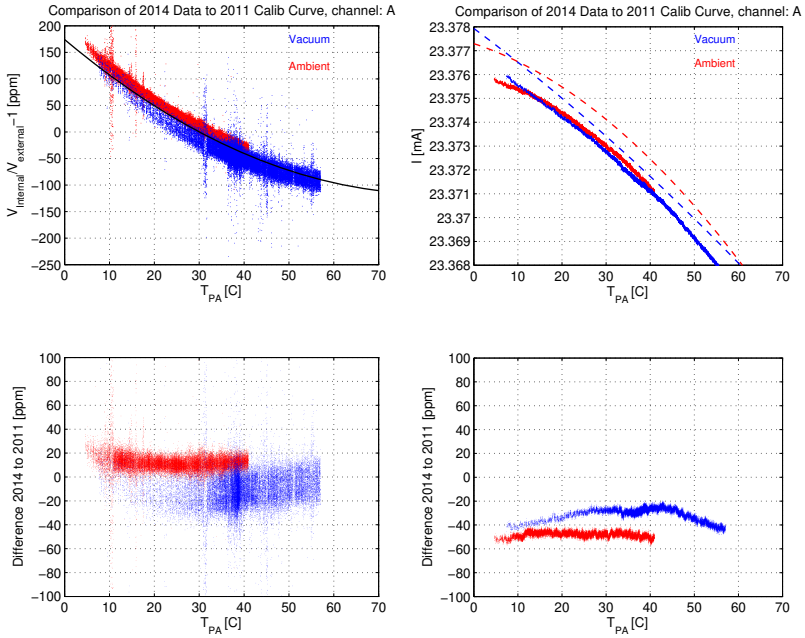 Comparison of 2014 Data to 2011 Calib Curve, channel: A
200
150
100
50
0
−50
−100
−150
−200
−250
V_Internal/V_external−1 [ppm]
Vacuum
Ambient
0 10 20 30 40 50 60 70
T_PA [C]
Comparison of 2014 Data to 2011 Calib Curve, channel: A
23.378
23.377
23.376
23.375
23.374
23.373
23.372
23.371
23.37
23.369
23.368
I [mA]
Vacuum
Ambient
0 10 20 30 40 50 60 70
T_PA [C]
100
80
60
40
20
0
−20
−40
−60
−80
−100
Difference 2014 to 2011 [ppm]
0 10 20 30 40 50 60 70
T_PA [C]
100
80
60
40
20
0
−20
−40
−60
−80
−100
Difference 2014 to 2011 [ppm]
0 10 20 30 40 50 60 70
T_PA [C]